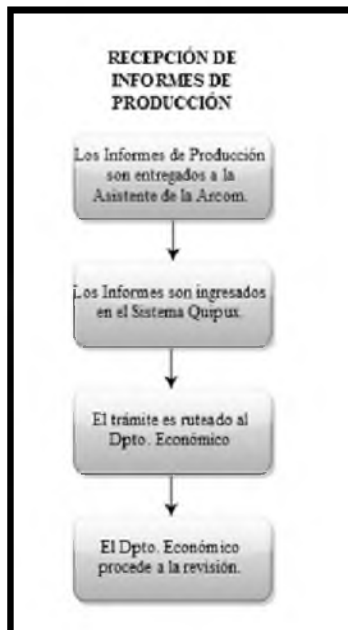 RECEPCIÓN DE
INFORMES DE
PRODUCCIÓN
Los Informes de Producción
son entregados a la
Asistente de la Arcom.
Los Informes son ingresados
en el Sistema Quipux.
El trámite es ruteado al
Dpto. Económico
El Dpto. Económico
procede a la revisión.